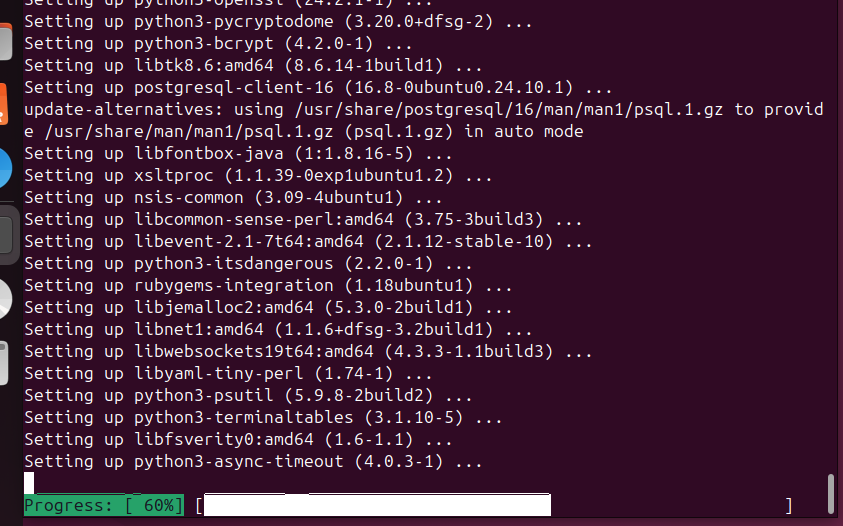 Setting up python3-openssl (24.2.1-1) ...
Setting up python3-pycryptodome (3.20.0+dfsg-2) ...
Setting up python3-bcrypt (4.2.0-1) ...
Setting up libtk8.6:amd64 (8.6.14-1build1) ...
Setting up postgresql-client-16 (16.8-0ubuntu0.24.10.1) ...
update-alternatives: using /usr/share/postgresql/16/man/man1/psql.1.gz to provid
e /usr/share/man/man1/psql.1.gz (psql.1.gz) in auto mode
Setting up libfontbox-java (1:1.8.16-5) ...
Setting up xsltproc (1.1.39-0exp1ubuntu1.2) ...
Setting up nsis-common (3.09-4ubuntu1) ...
Setting up libcommon-sense-perl:amd64 (3.75-3build3) ...
Setting up libevent-2.1-7t64:amd64 (2.1.12-stable-10) ...
Setting up python3-itsdangerous (2.2.0-1) ...
Setting up rubygems-integration (1.18ubuntu1) ...
Setting up libjemalloc2:amd64 (5.3.0-2build1) ...
Setting up libnet1:amd64 (1.1.6+dfsg-3.2build1) ...
Setting up libwebsockets19t64:amd64 (4.3.3-1.1build3) ...
Setting up libyaml-tiny-perl (1.74-1) ...
Setting up python3-psutil (5.9.8-2build2) ...
Setting up python3-terminaltables (3.1.10-5) ...
Setting up libfsverity0:amd64 (1.6-1.1) ...
Setting up python3-async-timeout (4.0.3-1) ...
Progress: [ 60%] [ ]